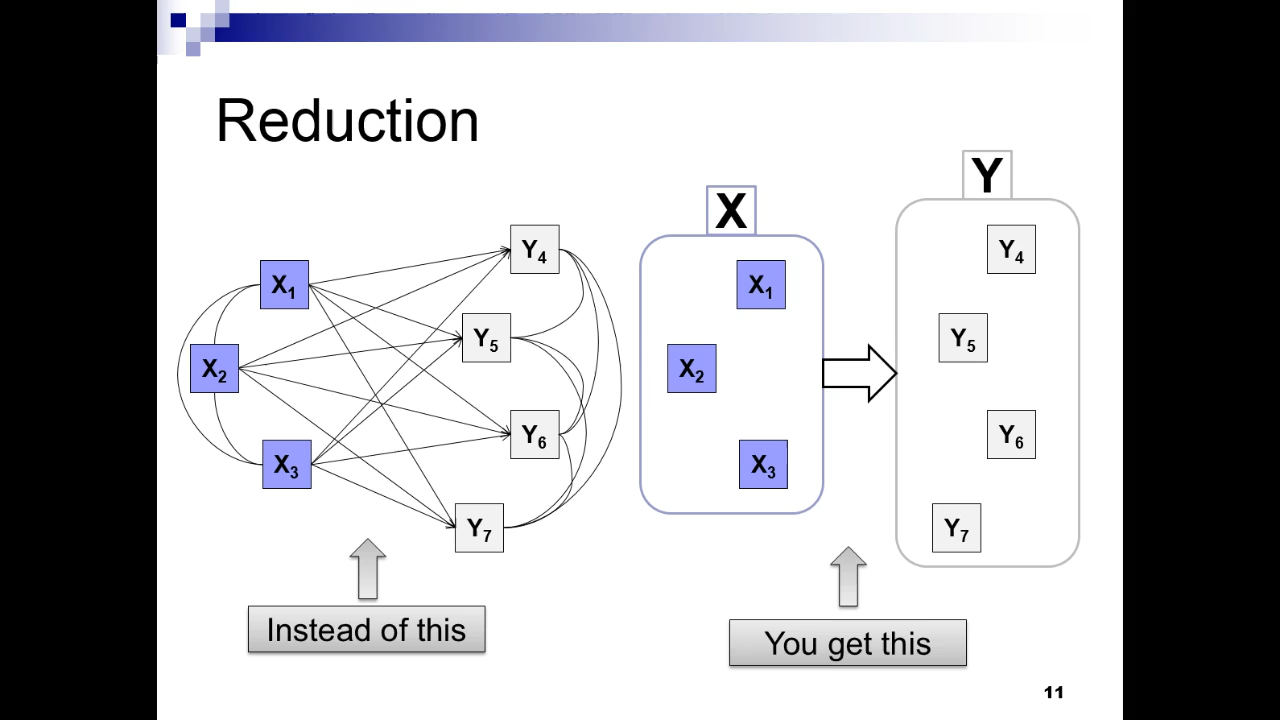 Reduction
X₁
X₂
X₃
Y₄
Y₅
Y₆
Y₇
Instead of this
X
X₁
X₂
X₃
Y
Y₄
Y₅
Y₆
Y₇
You get this
11